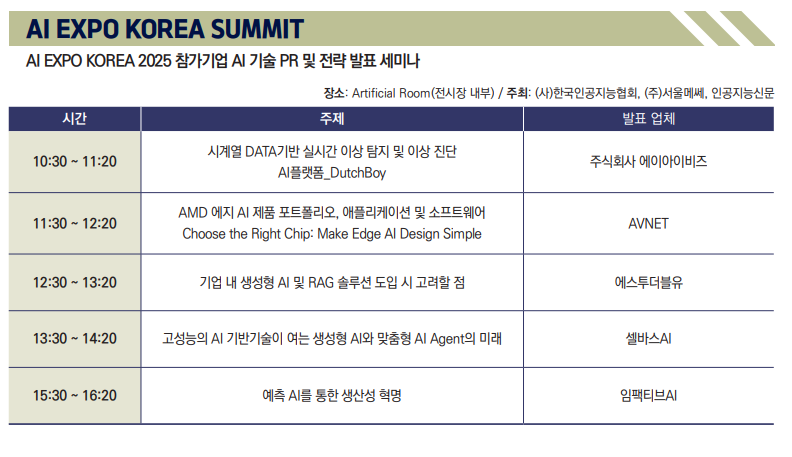 AI EXPO KOREA SUMMIT
AI EXPO KOREA 2025 참가기업 AI 기술 PR 및 전략 발표 세미나
장소: Artificial Room(전시장 내부) / 주최: (사)한국인공지능협회, (주)서울메쎄, 인공지능신문
시간 주제 발표 업체
10:30 ~ 11:20
시계열 DATA기반 실시간 이상 탐지 및 이상 진단
AI플랫폼_DutchBoy
주식회사 에이아이비즈
11:30 ~ 12:20
AMD 에지 AI 제품 포트폴리오, 애플리케이션 및 소프트웨어
Choose the Right Chip: Make Edge AI Design Simple
AVNET
12:30 ~ 13:20 기업 내 생성형 AI 및 RAG 솔루션 도입 시 고려할 점 에스투더블유
13:30 ~ 14:20 고성능의 AI 기반기술이 여는 생성형 AI와 맞춤형 AI Agent의 미래 셀바스AI
15:30 ~ 16:20 예측 AI를 통한 생산성 혁명 임팩티브AI